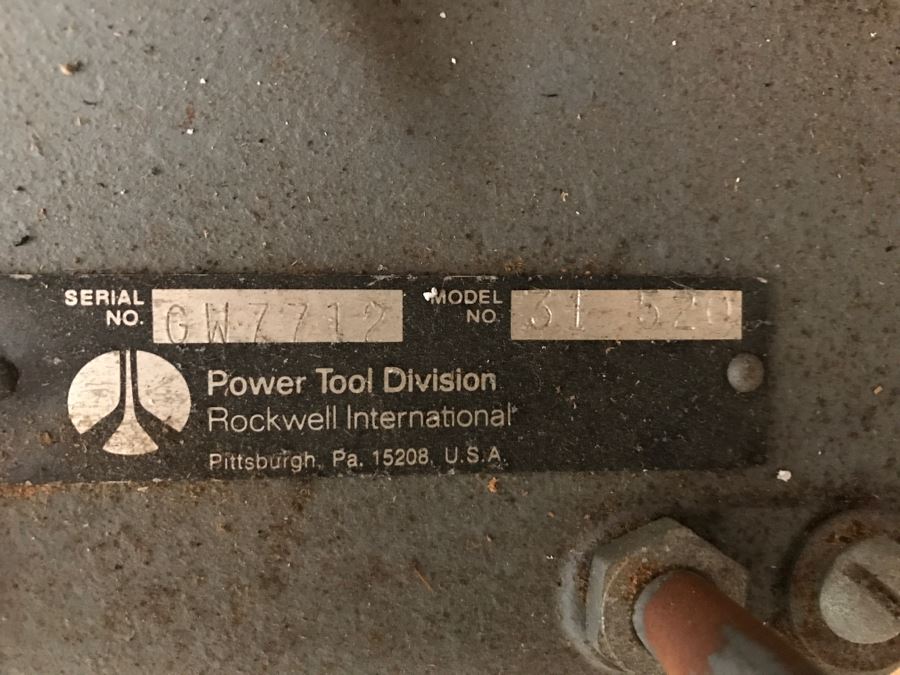 SERIAL NO. GW7712 MODEL NO. 31 520
Power Tool Division
Rockwell International
Pittsburgh, Pa. 15208, U.S.A.